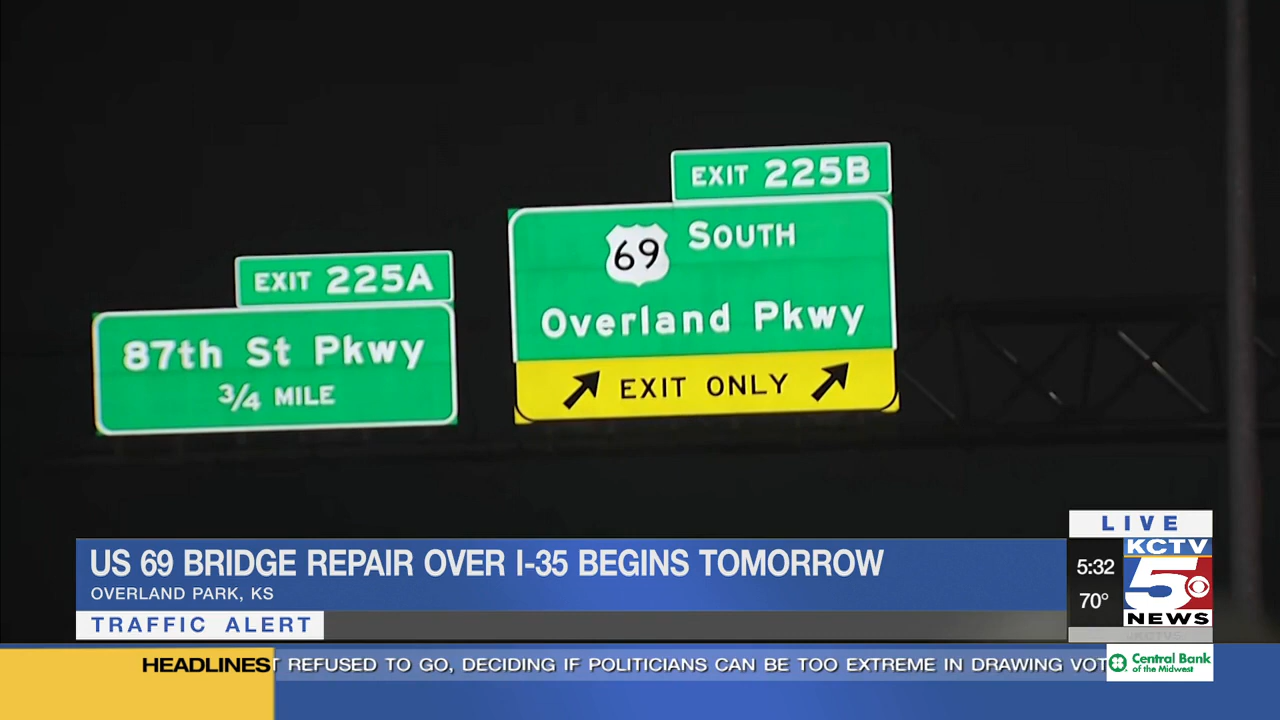 EXIT 225A
87th St Pkwy
3/4 MILE
EXIT 225B
69 SOUTH
Overland Pkwy
EXIT ONLY
US 69 BRIDGE REPAIR OVER I-35 BEGINS TOMORROW
OVERLAND PARK, KS
TRAFFIC ALERT
LIVE
5:32
70°
KCTV
5
NEWS
HEADLINES
REFUSED TO GO, DECIDING IF POLITICIANS CAN BE TOO EXTREME IN DRAWING
Central Bank
of the Midwest